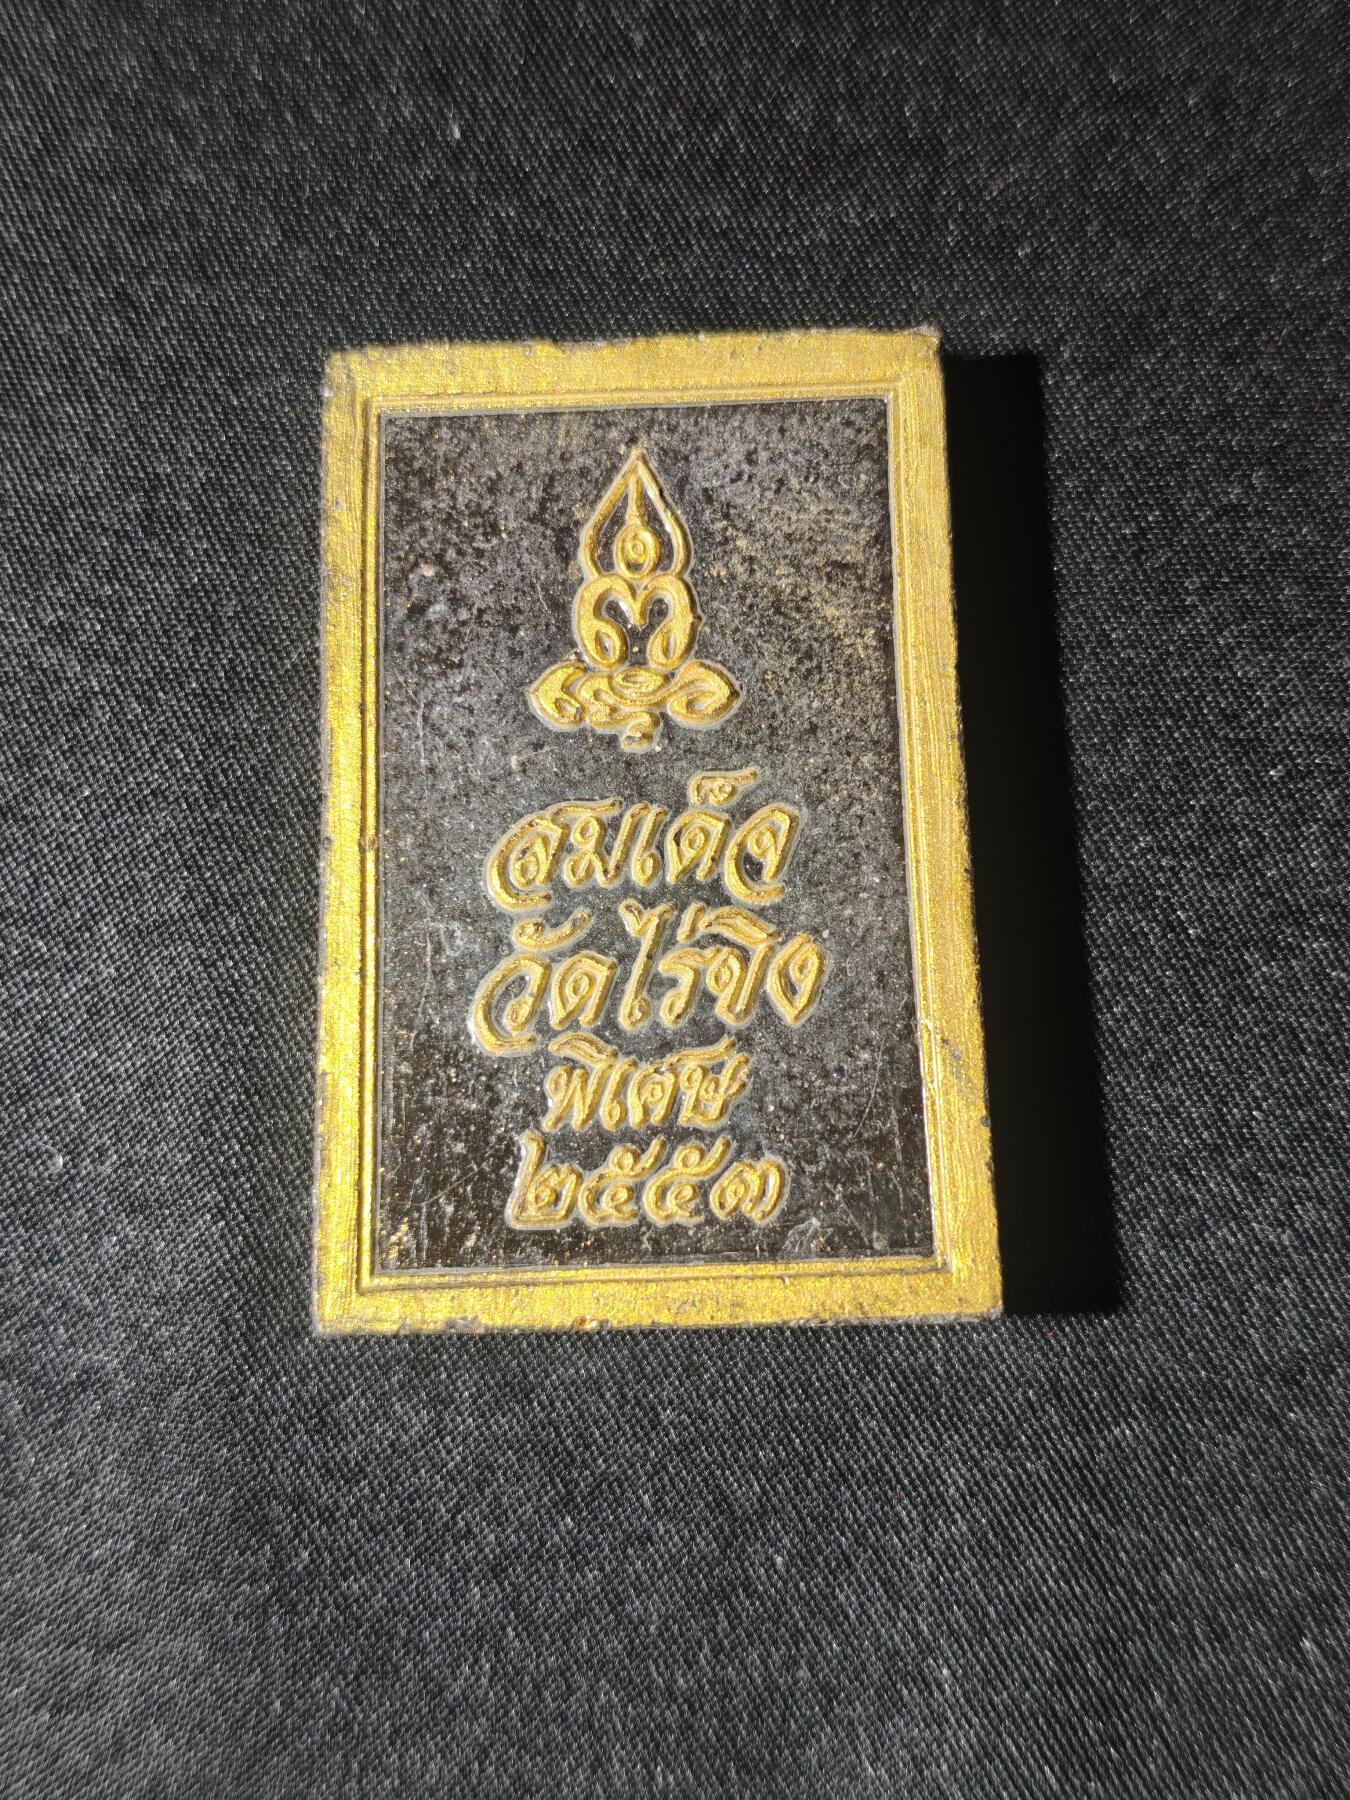 สมเด็จ
วัดไร่ขิง
พิเศษ
๒๕๕๓